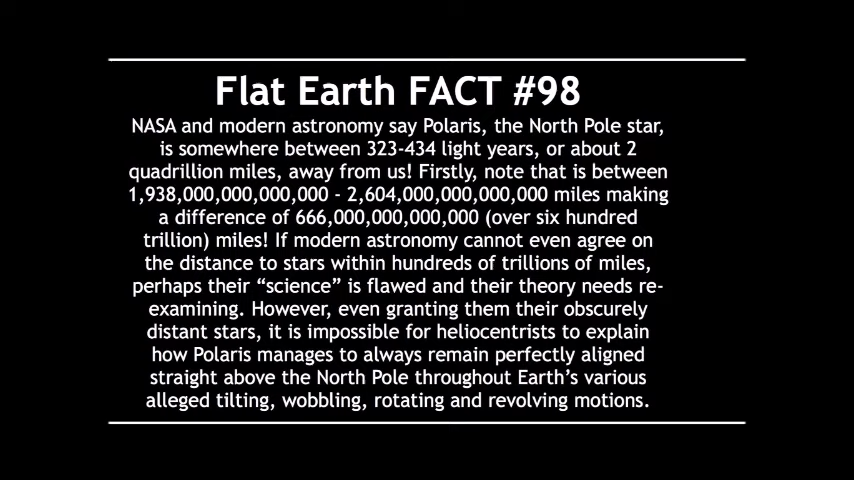 Flat Earth FACT #98
NASA and modern astronomy say Polaris, the North Pole star,
is somewhere between 323-434 light years, or about 2
quadrillion miles, away from us! Firstly, note that is between
1,938,000,000,000,000 - 2,604,000,000,000,000 miles making
a difference of 666,000,000,000,000 (over six hundred
trillion) miles! If modern astronomy cannot even agree on
the distance to stars within hundreds of trillions of miles,
perhaps their “science” is flawed and their theory needs re-
examining. However, even granting them their obscurely
distant stars, it is impossible for heliocentrists to explain
how Polaris manages to always remain perfectly aligned
straight above the North Pole throughout Earth’s various
alleged tilting, wobbling, rotating and revolving motions.